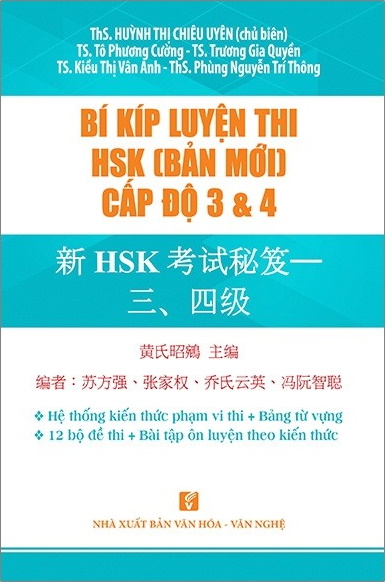 ThS. HUỲNH THỊ CHIÊU UYÊN (chủ biên)
TS. Tô Phương Cường - TS. Trương Gia Quyền
TS. Kiều Thị Vân Anh - ThS. Phùng Nguyễn Trí Thông
BÍ KÍP LUYỆN THI
HSK (BẢN MỚI)
CẤP ĐỘ 3 & 4
新 HSK 考试秘笈—
三、四级
黄氏昭鵷 主编
编者：苏方强、张家权、乔氏云英、冯阮智聪
❖ Hệ thống kiến thức phạm vi thi + Bảng từ vựng
❖ 12 bộ đề thi + Bài tập ôn luyện theo kiến thức
NHÀ XUẤT BẢN VĂN HÓA - VĂN NGHỆ